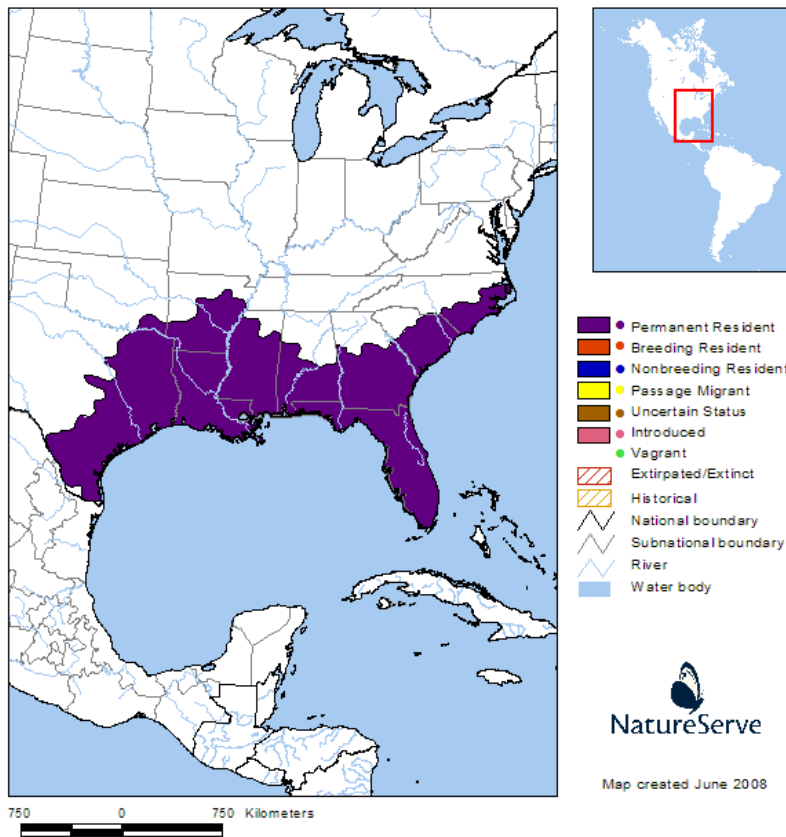 Permanent Resident
Breeding Resident
Nonbreeding Resident
Passage Migrant
Uncertain Status
Introduced
Vagrant
Extirpated/Extinct
Historical
National boundary
Subnational boundary
River
Water body
NatureServe
Map created June 2008
750 0 750 Kilometers